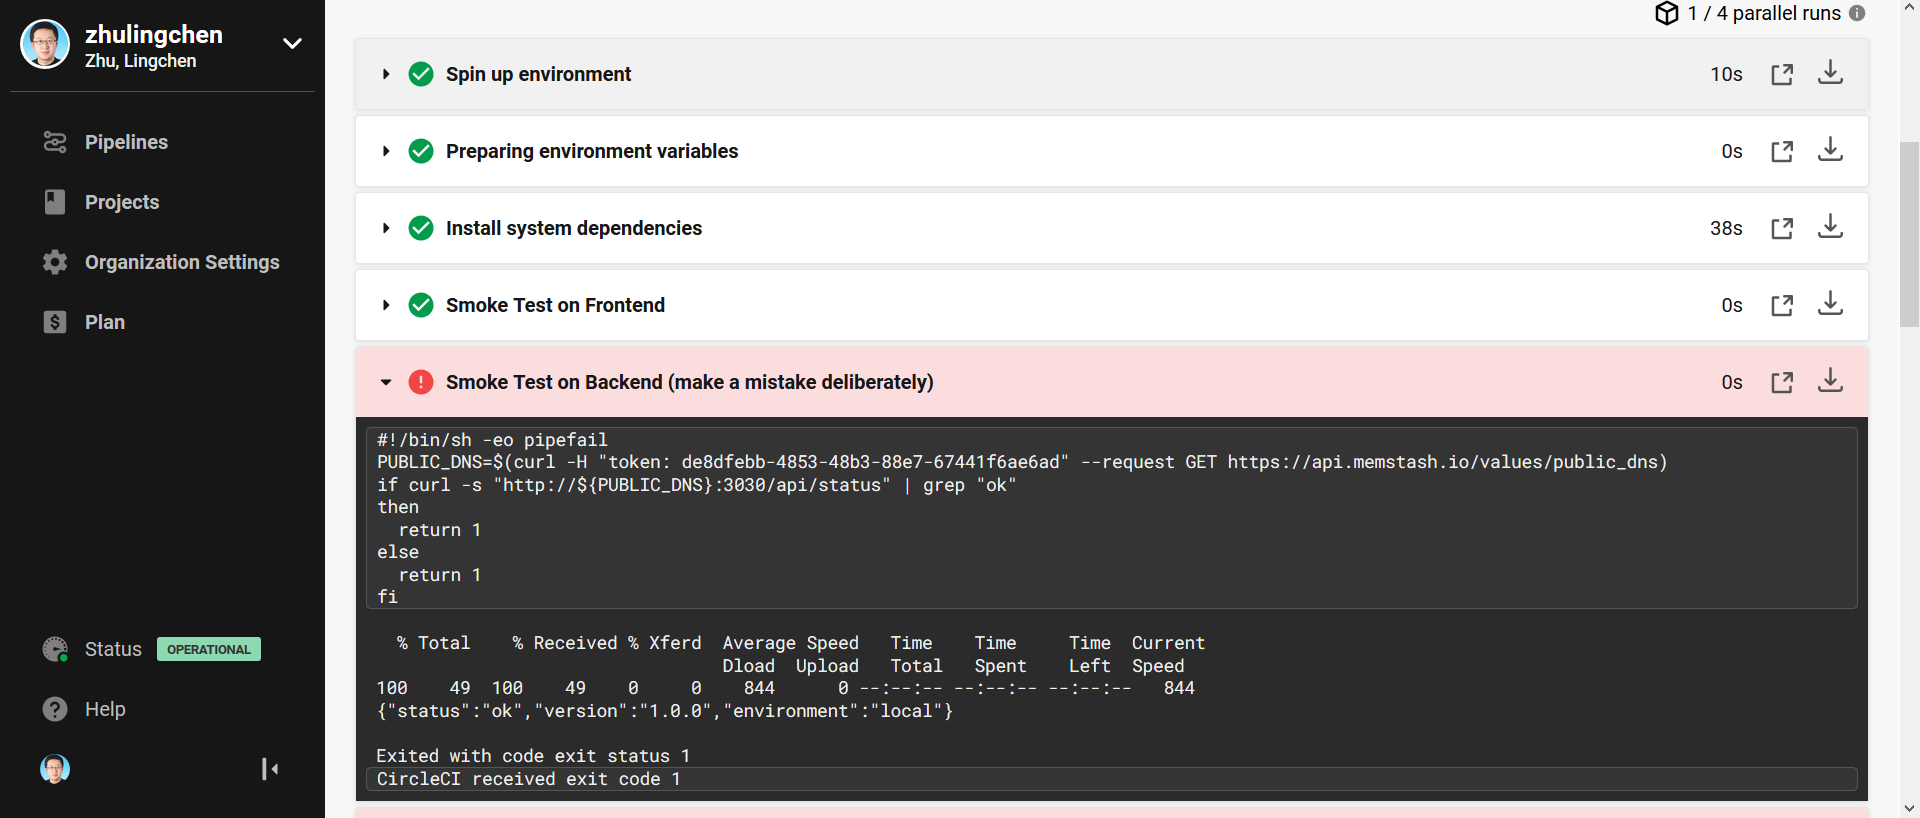 zhulingchen
Zhu, Lingchen
Pipelines
Projects
Organization Settings
Plan
Status OPERATIONAL
Help
1 / 4 parallel runs
Spin up environment 10s
Preparing environment variables 0s
Install system dependencies 38s
Smoke Test on Frontend 0s
Smoke Test on Backend (make a mistake deliberately) 0s
#!/bin/sh -eo pipefail
PUBLIC_DNS=$(curl -H "token: de8dfebb-4853-48b3-88e7-67441f6ae6ad" --request GET https://api.memstash.io/values/public_dns)
if curl -s "http://${PUBLIC_DNS}:3030/api/status" | grep "ok"
then
  return 1
else
  return 1
fi
  % Total    % Received % Xferd  Average Speed   Time    Time     Time  Current
                                 Dload  Upload   Total   Spent    Left  Speed
100    49  100    49    0     0    844      0 --:--:-- --:--:-- --:--:--   844
{"status":"ok","version":"1.0.0","environment":"local"}
Exited with code exit status 1
CircleCI received exit code 1